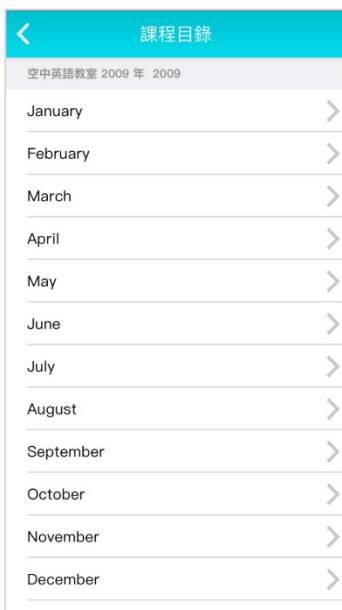 課程目錄
空中英語教室 2009 年 2009
January
February
March
April
May
June
July
August
September
October
November
December